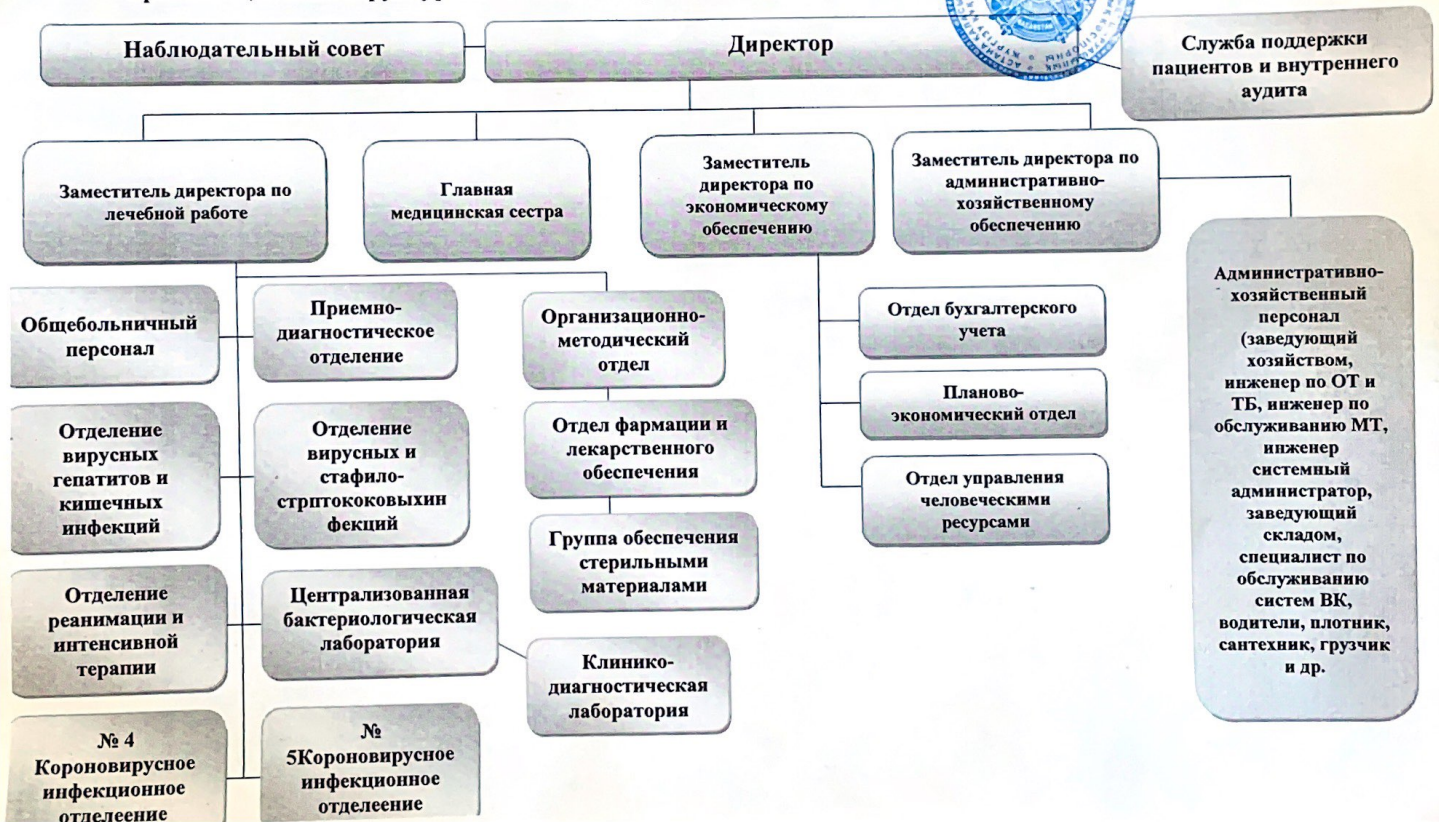 Наблюдательный совет
Директор
Служба поддержки
пациентов и внутреннего
аудита
Заместитель директора по
лечебной работе
Главная
медицинская сестра
Заместитель
директора по
экономическому
обеспечению
Заместитель директора по
административно-
хозяйственному
обеспечению
Общебольничный
персонал
Приемно-
диагностическое
отделение
Организационно-
методический
отдел
Отдел бухгалтерского
учета
Административно-
хозяйственный
персонал
(заведующий
хозяйством,
инженер по ОТ и
ТБ, инженер по
обслуживанию МТ,
инженер
системный
администратор,
заведующий
складом,
специалист по
обслуживанию
систем ВК,
водители, плотник,
сантехник, грузчик
и др.
Отделение
вирусных
гепатитов и
кишечных
инфекций
Отделение
вирусных и
стафило-
стрптококовыхин
фекций
Отдел фармации и
лекарственного
обеспечения
Планово-
экономический отдел
Группа обеспечения
стерильными
материалами
Отдел управления
человеческими
ресурсами
Отделение
реанимации и
интенсивной
терапии
Централизованная
бактериологическая
лаборатория
Клинико-
диагностическая
лаборатория
№ 4
Короновирусное
инфекционное
отделеение
№
5Короновирусное
инфекционное
отделеение